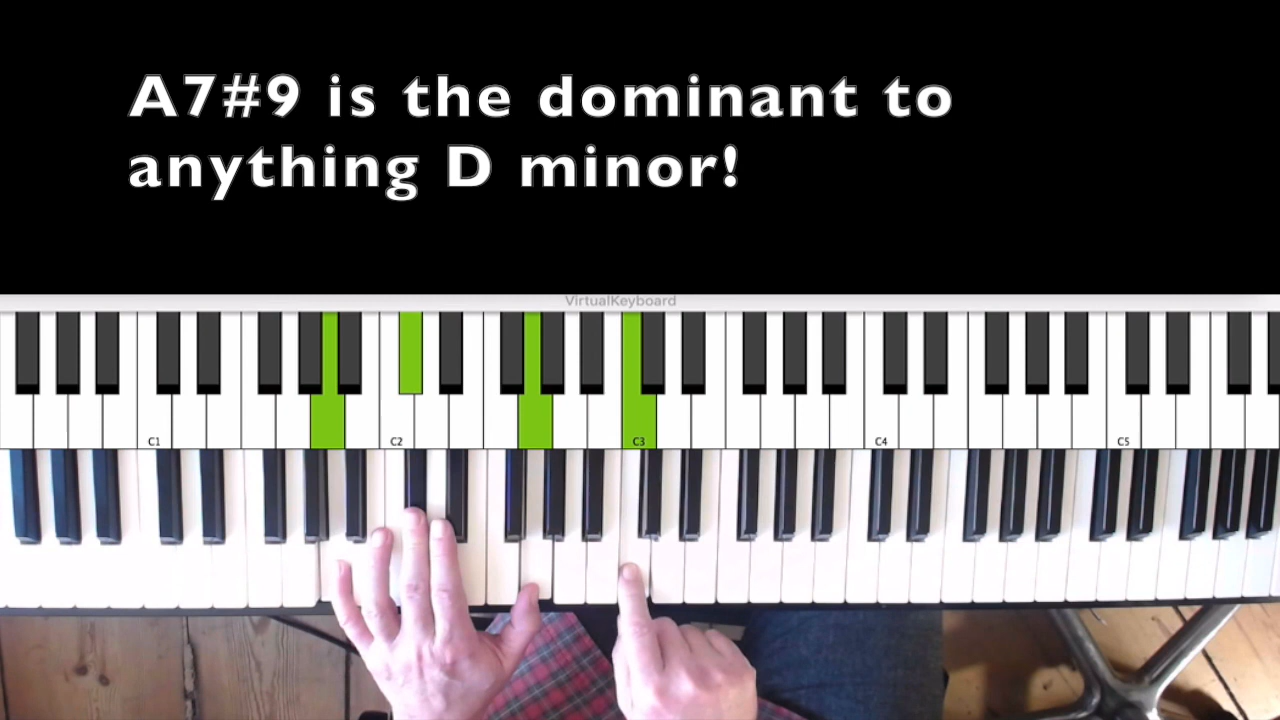 A7#9 is the dominant to
anything D minor!
VirtualKeyboard
C1 C2 C3 C4 C5